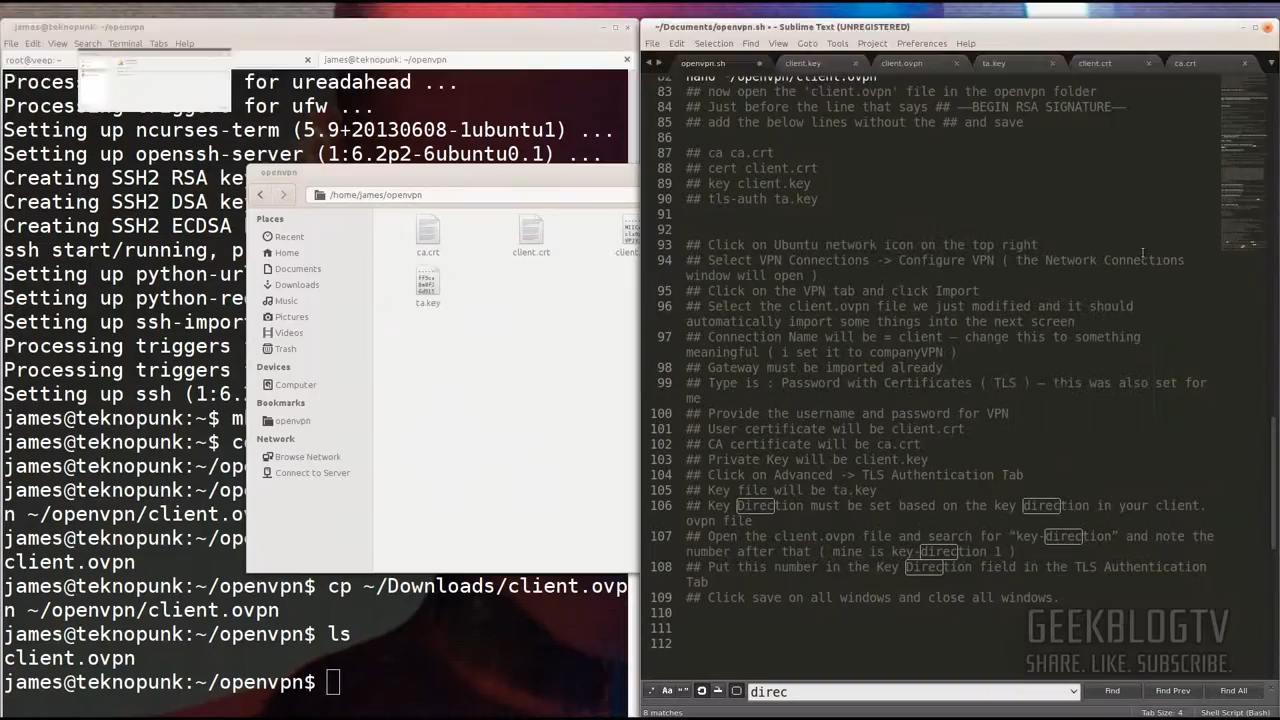 james@teknopunk: ~/openvpn
File Edit View Search Terminal Tabs Help
root@veep: ~
james@teknopunk: ~/openvpn
Proces for ureadahead ...
Process for ufw ...
Setting up ncurses-term (5.9+20130608-1ubuntu1) ...
Setting up openssh-server (1:6.2p2-6ubuntu0.1) ...
Creating SSH2 RSA ke
Creating SSH2 DSA ke
Creating SSH2 ECDSA
ssh start/running, p
Setting up python-ur
Setting up python-re
Setting up ssh-impor
Processing triggers
Processing triggers
Setting up ssh (1:6.
james@teknopunk:~$ m
james@teknopunk:~$ c
james@teknopunk:~/o
james@teknopunk:~/o
n ~/openvpn/client.o
james@teknopunk:~/o
client.ovpn
james@teknopunk:~/openvpn$ cp ~/Downloads/client.ovp
n ~/openvpn/client.ovpn
james@teknopunk:~/openvpn$ ls
client.ovpn
james@teknopunk:~/openvpn$
openvpn
/home/james/openvpn
Places
Recent
Home
Documents
Downloads
Music
Pictures
Videos
Trash
Devices
Computer
Bookmarks
openvpn
Network
Browse Network
Connect to Server
ca.crt
client.crt
client.
ta.key
~/Documents/openvpn.sh • - Sublime Text (UNREGISTERED)
File Edit Selection Find View Goto Tools Project Preferences Help
openvpn.sh
client.key
client.ovpn
ta.key
client.crt
ca.crt
82 nano ~/openvpn/client.ovpn
83 ## now open the 'client.ovpn' file in the openvpn folder
84 ## Just before the line that says ## —BEGIN RSA SIGNATURE—
85 ## add the below lines without the ## and save
86
87 ## ca ca.crt
88 ## cert client.crt
89 ## key client.key
90 ## tls-auth ta.key
91
92
93 ## Click on Ubuntu network icon on the top right
94 ## Select VPN Connections -> Configure VPN ( the Network Connections
window will open )
95 ## Click on the VPN tab and click Import
96 ## Select the client.ovpn file we just modified and it should
automatically import some things into the next screen
97 ## Connection Name will be = client – change this to something
meaningful ( i set it to companyVPN )
98 ## Gateway must be imported already
99 ## Type is : Password with Certificates ( TLS ) – this was also set for
me
100 ## Provide the username and password for VPN
101 ## User certificate will be client.crt
102 ## CA certificate will be ca.crt
103 ## Private Key will be client.key
104 ## Click on Advanced -> TLS Authentication Tab
105 ## Key file will be ta.key
106 ## Key Direction must be set based on the key direction in your client.
ovpn file
107 ## Open the client.ovpn file and search for “key-direction” and note the
number after that ( mine is key-direction 1 )
108 ## Put this number in the Key Direction field in the TLS Authentication
Tab
109 ## Click save on all windows and close all windows.
110
111
112
GEEKBLOGTV
SHARE. LIKE. SUBSCRIBE.
.* Aa “”
direc
Find
Find Prev
Find All
8 matches
Tab Size: 4
Shell Script (Bash)